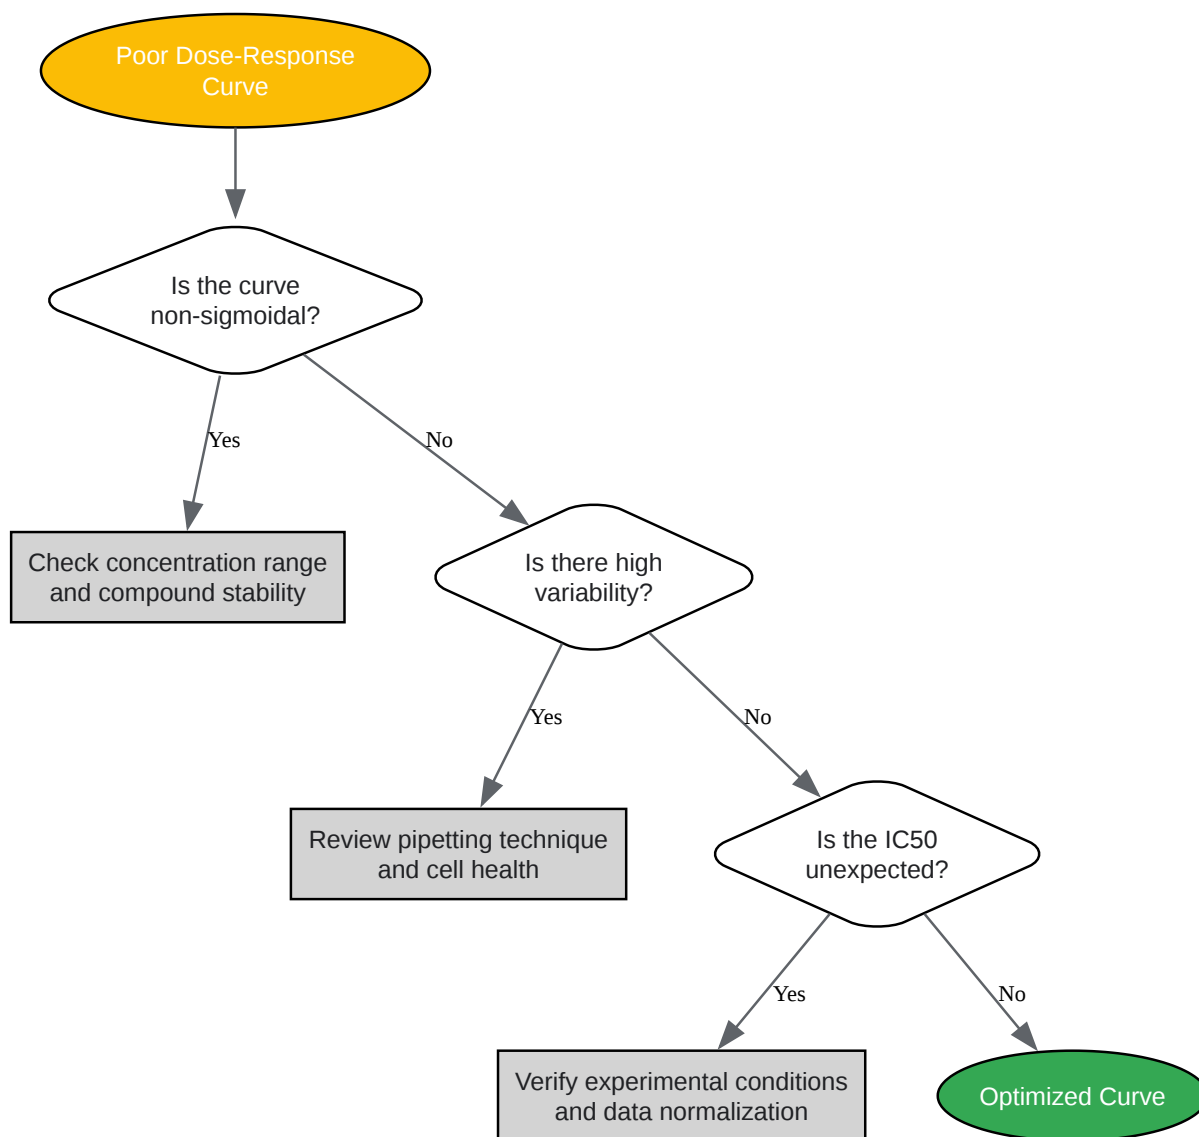 Poor Dose-Response
Curve
Is the curve
non-sigmoidal?
Yes
No
Check concentration range
and compound stability
Is there high
variability?
Yes
No
Review pipetting technique
and cell health
Is the IC50
unexpected?
Yes
No
Verify experimental conditions
and data normalization
Optimized Curve